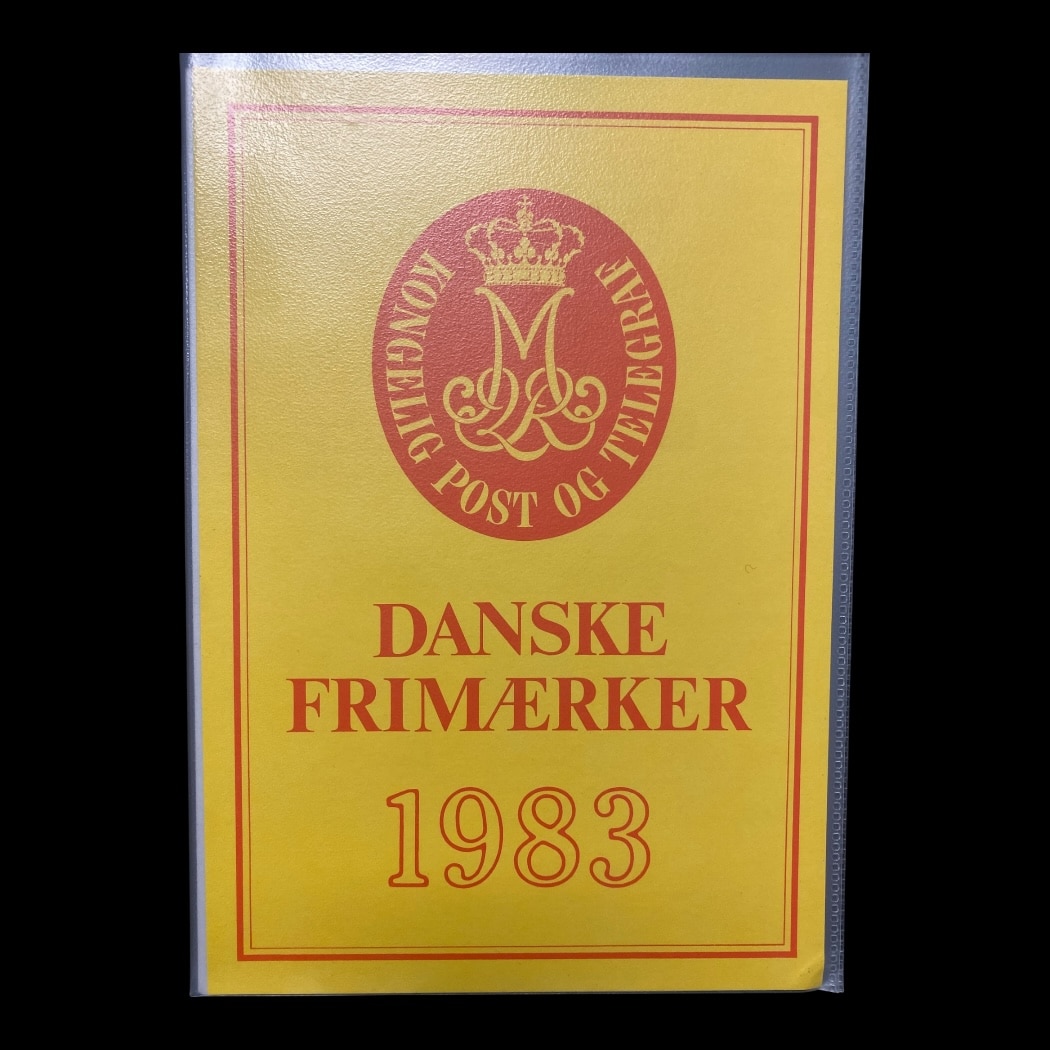 KONGELIG POST OG TELEGRAF
DANSKE
FRIMÆRKER
1983